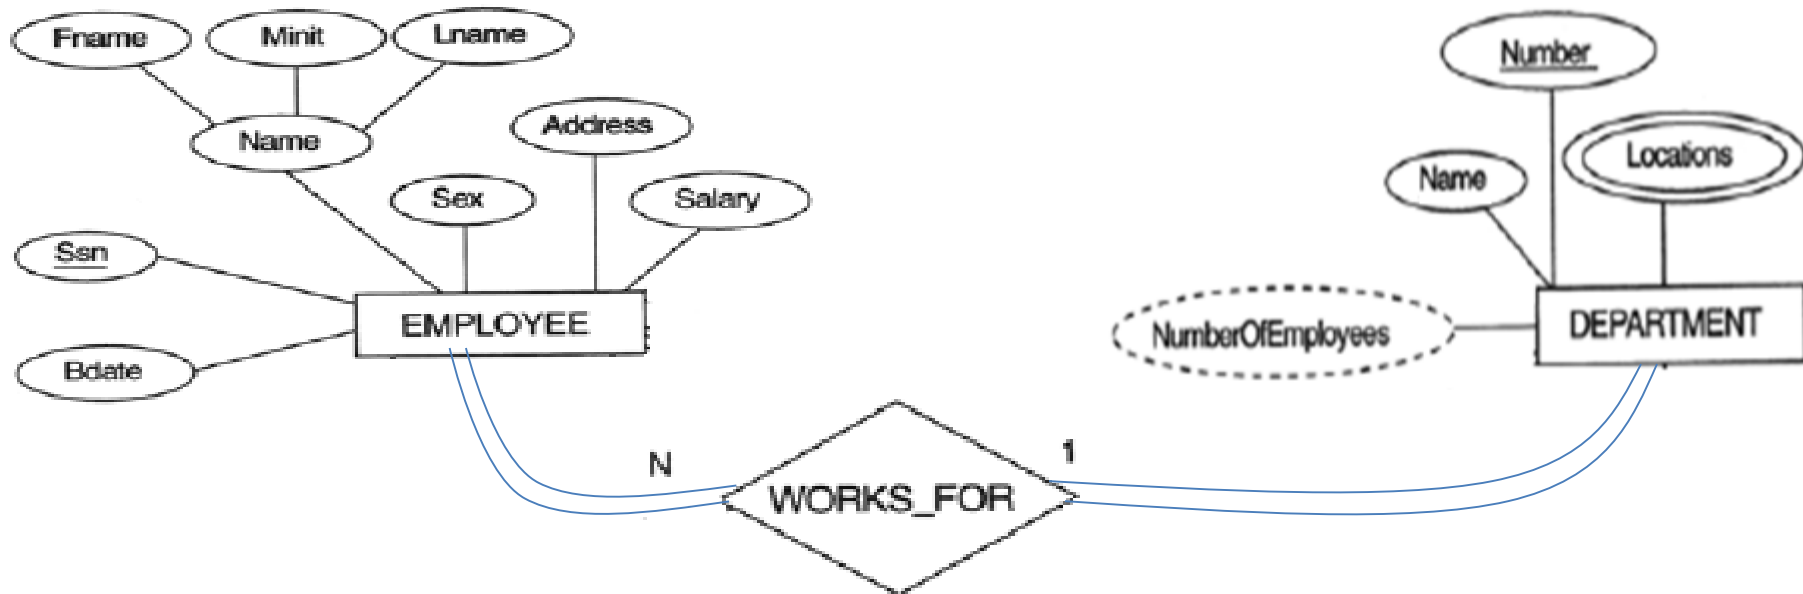 Fname
Minit
Lname
Number
Name
Address
Locations
Sex
Salary
Name
Ssn
EMPLOYEE
NumberOfEmployees
DEPARTMENT
Bdate
N
1
WORKS_FOR